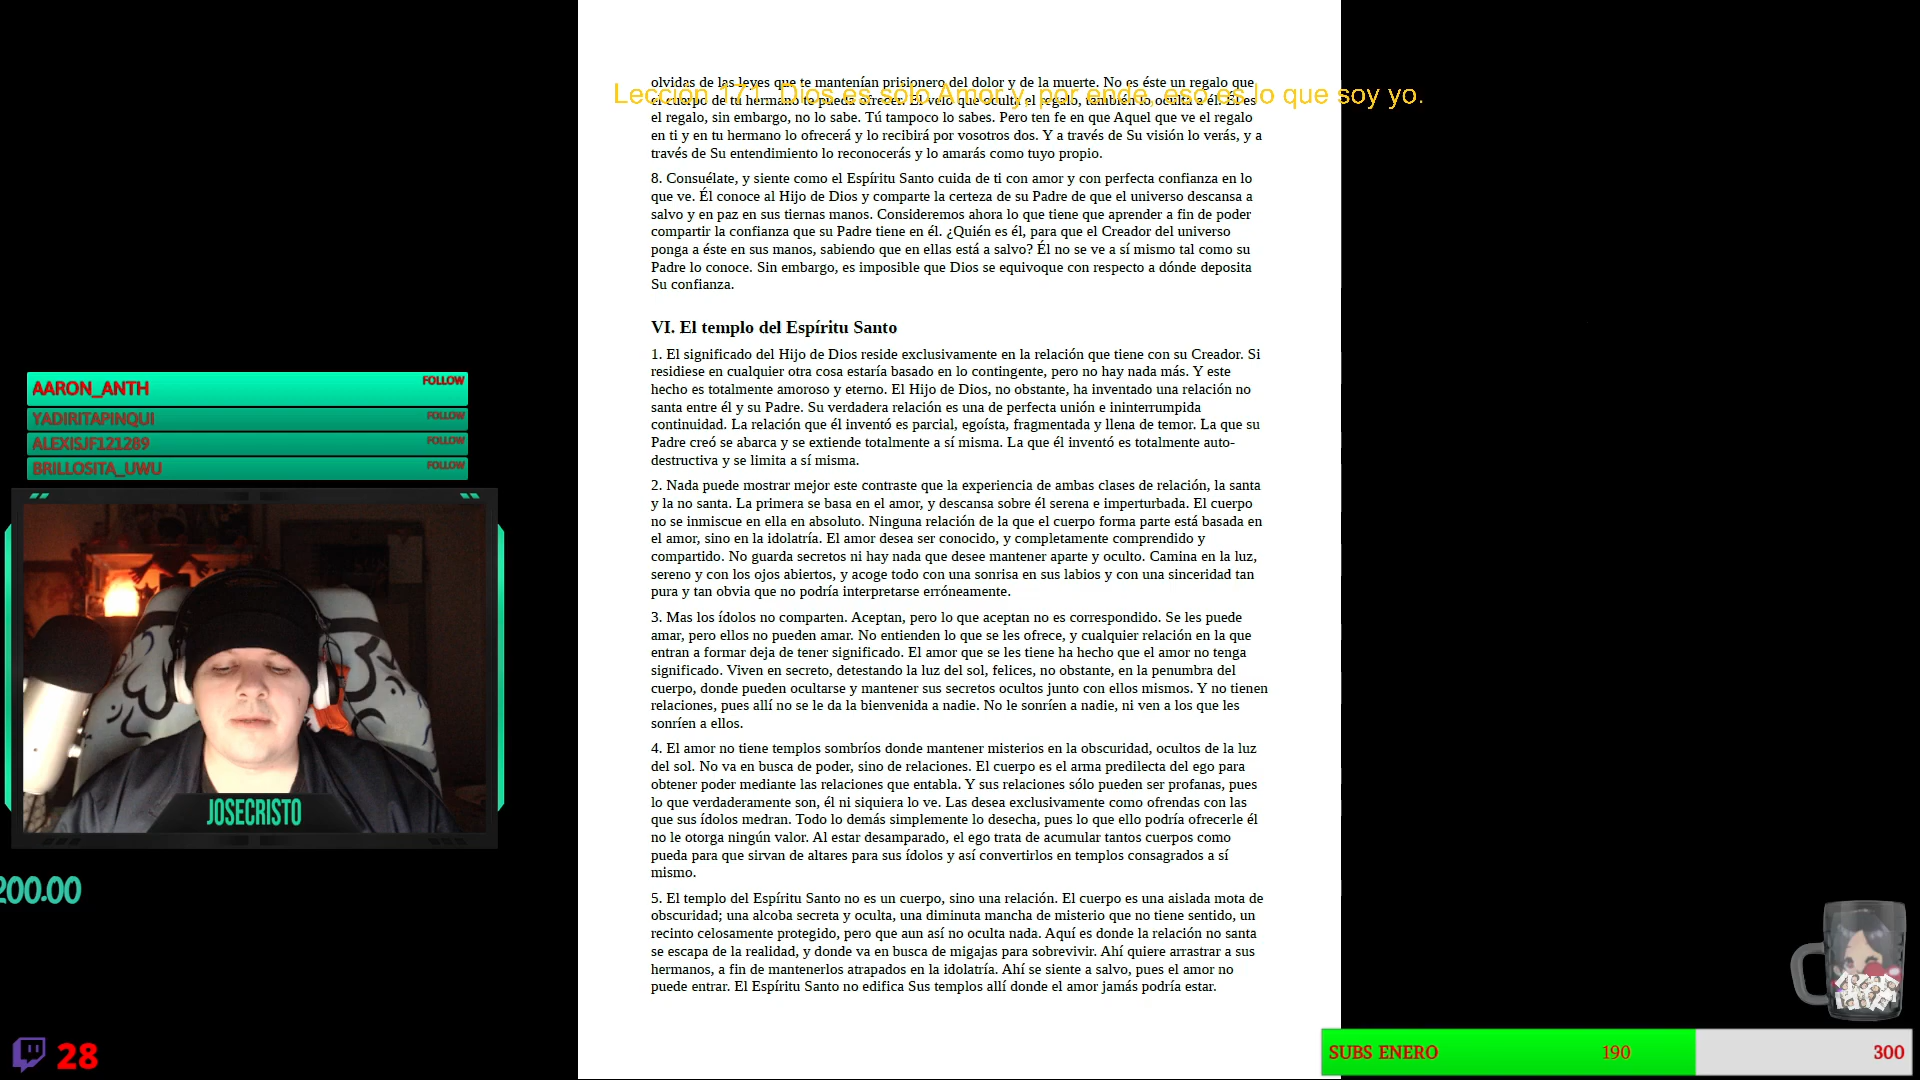 olvidas de las leyes que te mantenían prisionero del dolor y de la muerte. No es éste un regalo que
Lección 171. Dios es sólo Amor y, por ende, eso es lo que soy yo.
el cuerpo de tu hermano te pueda ofrecer. El velo que oculta el regalo, también lo oculta a él. Él es
el regalo, sin embargo, no lo sabe. Tú tampoco lo sabes. Pero ten fe en que Aquel que ve el regalo
en ti y en tu hermano lo ofrecerá y lo recibirá por vosotros dos. Y a través de Su visión lo verás, y a
través de Su entendimiento lo reconocerás y lo amarás como tuyo propio.
8. Consuélate, y siente como el Espíritu Santo cuida de ti con amor y con perfecta confianza en lo
que ve. Él conoce al Hijo de Dios y comparte la certeza de su Padre de que el universo descansa a
salvo y en paz en sus tiernas manos. Consideremos ahora lo que tiene que aprender a fin de poder
compartir la confianza que su Padre tiene en él. ¿Quién es él, para que el Creador del universo
ponga a éste en sus manos, sabiendo que en ellas está a salvo? Él no se ve a sí mismo tal como su
Padre lo conoce. Sin embargo, es imposible que Dios se equivoque con respecto a dónde deposita
Su confianza.
VI. El templo del Espíritu Santo
1. El significado del Hijo de Dios reside exclusivamente en la relación que tiene con su Creador. Si
residiese en cualquier otra cosa estaría basado en lo contingente, pero no hay nada más. Y este
hecho es totalmente amoroso y eterno. El Hijo de Dios, no obstante, ha inventado una relación no
santa entre él y su Padre. Su verdadera relación es una de perfecta unión e ininterrumpida
continuidad. La relación que él inventó es parcial, egoísta, fragmentada y llena de temor. La que su
Padre creó se abarca y se extiende totalmente a sí misma. La que él inventó es totalmente auto-
destructiva y se limita a sí misma.
2. Nada puede mostrar mejor este contraste que la experiencia de ambas clases de relación, la santa
y la no santa. La primera se basa en el amor, y descansa sobre él serena e imperturbada. El cuerpo
no se inmiscue en ella en absoluto. Ninguna relación de la que el cuerpo forma parte está basada en
el amor, sino en la idolatría. El amor desea ser conocido, y completamente comprendido y
compartido. No guarda secretos ni hay nada que desee mantener aparte y oculto. Camina en la luz,
sereno y con los ojos abiertos, y acoge todo con una sonrisa en sus labios y con una sinceridad tan
pura y tan obvia que no podría interpretarse erróneamente.
3. Mas los ídolos no comparten. Aceptan, pero lo que aceptan no es correspondido. Se les puede
amar, pero ellos no pueden amar. No entienden lo que se les ofrece, y cualquier relación en la que
entran a formar deja de tener significado. El amor que se les tiene ha hecho que el amor no tenga
significado. Viven en secreto, detestando la luz del sol, felices, no obstante, en la penumbra del
cuerpo, donde pueden ocultarse y mantener sus secretos ocultos junto con ellos mismos. Y no tienen
relaciones, pues allí no se le da la bienvenida a nadie. No le sonríen a nadie, ni ven a los que les
sonríen a ellos.
4. El amor no tiene templos sombríos donde mantener misterios en la obscuridad, ocultos de la luz
del sol. No va en busca de poder, sino de relaciones. El cuerpo es el arma predilecta del ego para
obtener poder mediante las relaciones que entabla. Y sus relaciones sólo pueden ser profanas, pues
lo que verdaderamente son, él ni siquiera lo ve. Las desea exclusivamente como ofrendas con las
que sus ídolos medran. Todo lo demás simplemente lo desecha, pues lo que ello podría ofrecerle él
no le otorga ningún valor. Al estar desamparado, el ego trata de acumular tantos cuerpos como
pueda para que sirvan de altares para sus ídolos y así convertirlos en templos consagrados a sí
mismo.
5. El templo del Espíritu Santo no es un cuerpo, sino una relación. El cuerpo es una aislada mota de
obscuridad; una alcoba secreta y oculta, una diminuta mancha de misterio que no tiene sentido, un
recinto celosamente protegido, pero que aun así no oculta nada. Aquí es donde la relación no santa
se escapa de la realidad, y donde va en busca de migajas para sobrevivir. Ahí quiere arrastrar a sus
hermanos, a fin de mantenerlos atrapados en la idolatría. Ahí se siente a salvo, pues el amor no
puede entrar. El Espíritu Santo no edifica Sus templos allí donde el amor jamás podría estar.
AARON_ANTH FOLLOW
YADIRITAPINQUI FOLLOW
ALEXISJF121289 FOLLOW
BRILLOSITA_UWU FOLLOW
JOSECRISTO
200.00
28
SUBS ENERO 190 300